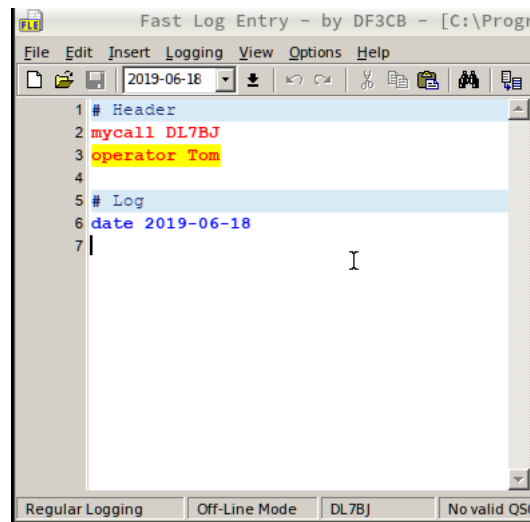 FLE
Fast Log Entry - by DF3CB - [C:\Progr
File Edit Insert Logging View Options Help
2019-06-18
1 # Header
2 mycall DL7BJ
3 operator Tom
4
5 # Log
6 date 2019-06-18
7
Regular Logging Off-Line Mode DL7BJ No valid QS